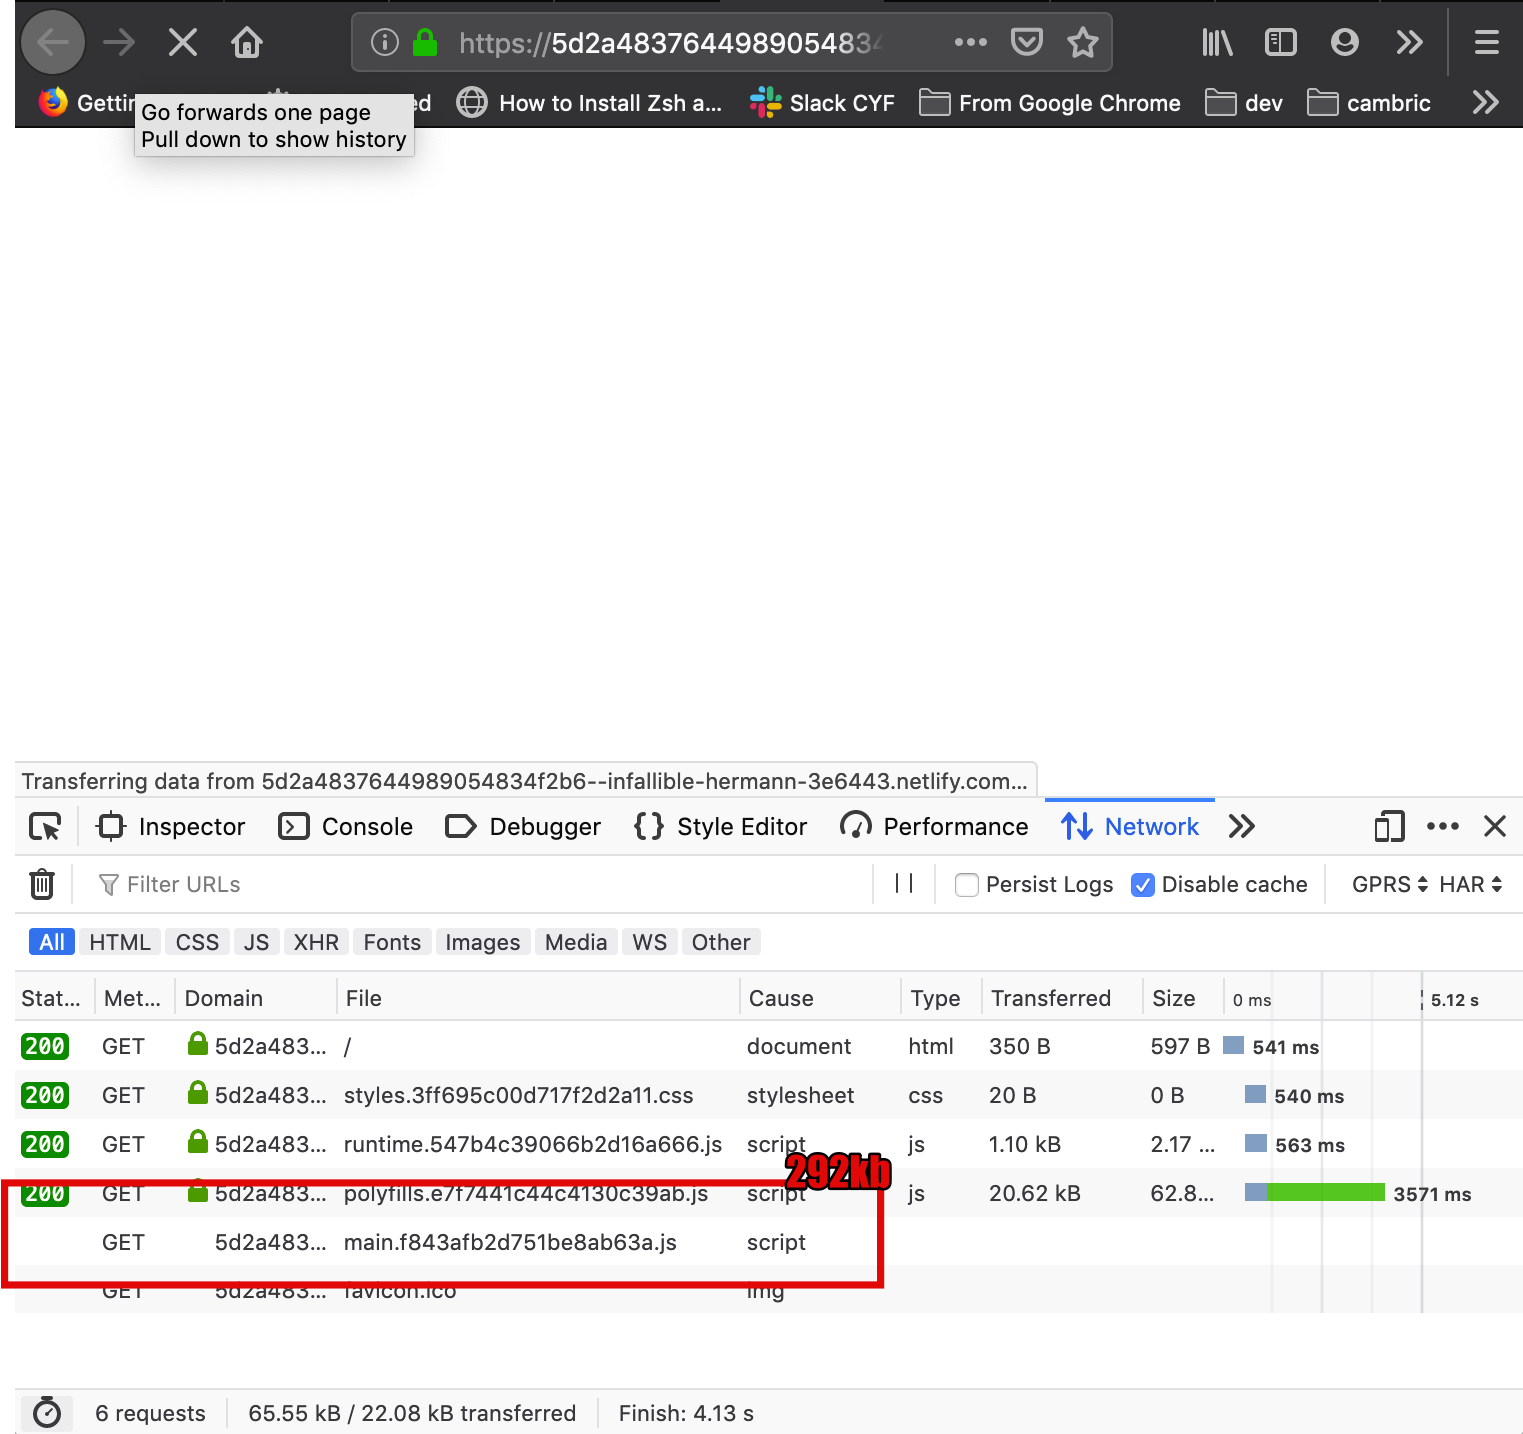 https://5d2a4837644989054834
Gettin
ed
How to Install Zsh a...
Slack CYF
From Google Chrome
dev
cambric
Go forwards one page
Pull down to show history
Transferring data from 5d2a4837644989054834f2b6--infallible-hermann-3e6443.netlify.com...
Inspector Console Debugger Style Editor Performance Network
Filter URLs Persist Logs Disable cache GPRS HAR
All HTML CSS JS XHR Fonts Images Media WS Other
Stat... Met... Domain File Cause Type Transferred Size 0 ms 5.12 s
200 GET 5d2a483... / document html 350 B 597 B 541 ms
200 GET 5d2a483... styles.3ff695c00d717f2d2a11.css stylesheet css 20 B 0 B 540 ms
200 GET 5d2a483... runtime.547b4c39066b2d16a666.js script js 1.10 kB 2.17 ... 563 ms
292kb
200 GET 5d2a483... polyfills.e7f7441c44c4130c39ab.js script js 20.62 kB 62.8... 3571 ms
GET 5d2a483... main.f843afb2d751be8ab63a.js script
GET 5d2a483... favicon.ico img
6 requests 65.55 kB / 22.08 kB transferred Finish: 4.13 s